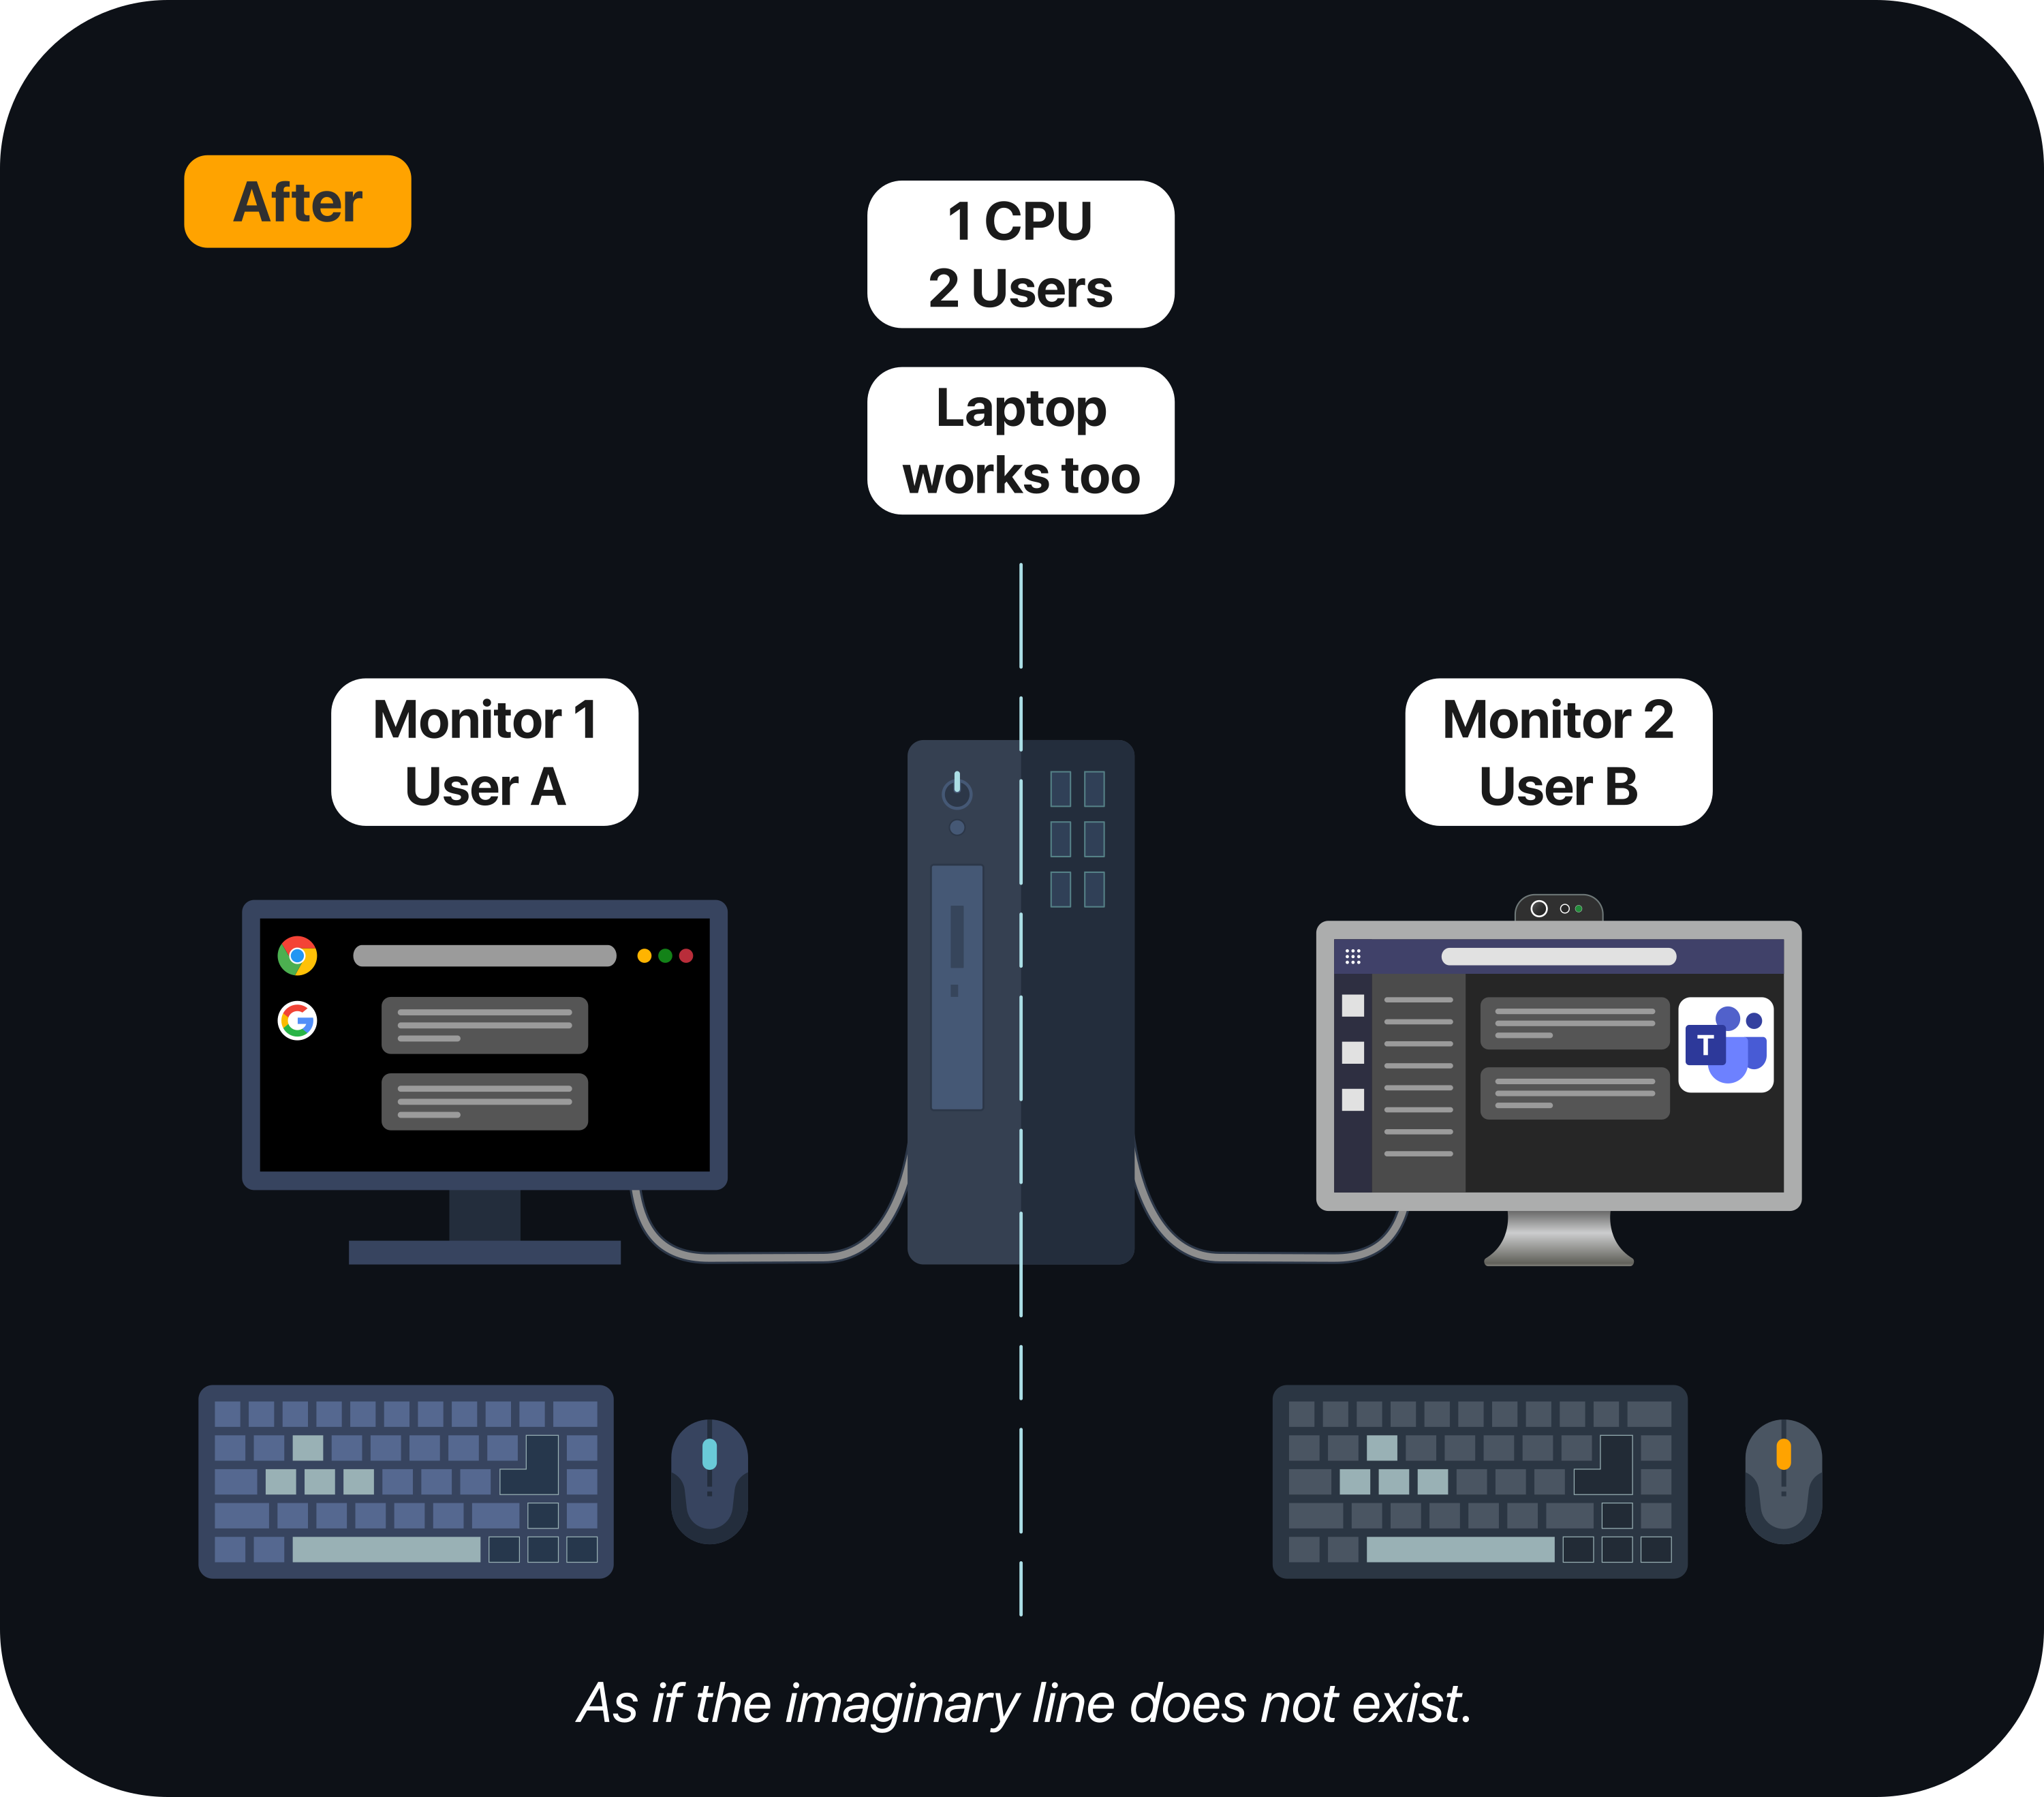 After
1 CPU
2 Users
Laptop
works too
Monitor 1
User A
Monitor 2
User B
T
As if the imaginary line does not exist.